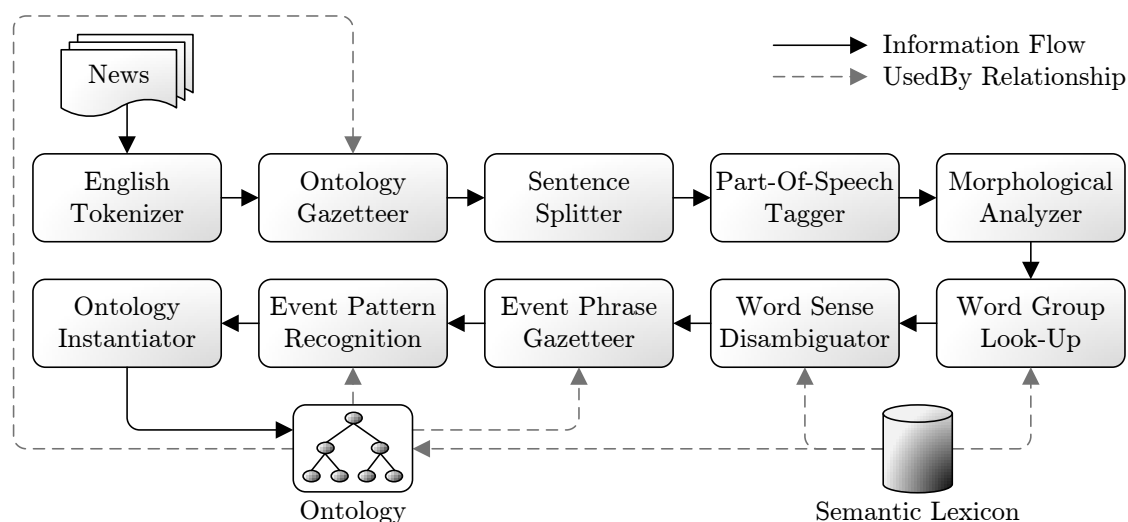 News
Information Flow
UsedBy Relationship
English
Tokenizer
Ontology
Gazetteer
Sentence
Splitter
Part-Of-Speech
Tagger
Morphological
Analyzer
Ontology
Instantiator
Event Pattern
Recognition
Event Phrase
Gazetteer
Word Sense
Disambiguator
Word Group
Look-Up
Ontology
Semantic Lexicon